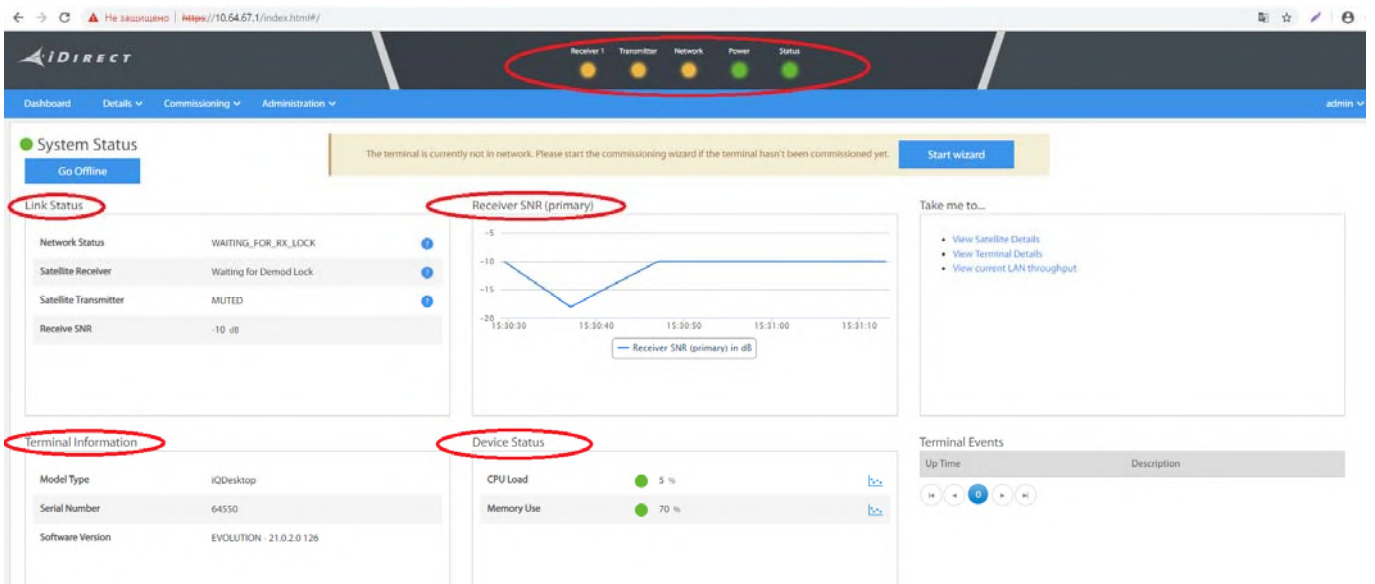 Не защищено | https://10.64.67.1/index.html#/
iDIRECT
Receiver 1 Transmitter Network Power Status
Dashboard Details Commissioning Administration admin
System Status
Go Offline
The terminal is currently not in network. Please start the commissioning wizard if the terminal hasn't been commissioned yet.
Start wizard
Link Status
Network Status WAITING_FOR_RX_LOCK ?
Satellite Receiver Waiting for Demod Lock ?
Satellite Transmitter MUTED ?
Receive SNR -10 dB
Receiver SNR (primary)
-5
-10
-15
-20
15:30:30 15:30:40 15:30:50 15:31:00 15:31:10
Receiver SNR (primary) in dB
Take me to...
View Satellite Details
View Terminal Details
View current LAN throughput
Terminal Information
Model Type iQDesktop
Serial Number 64550
Software Version EVOLUTION - 21.0.2.0 126
Device Status
CPU Load 5 %
Memory Use 70 %
Terminal Events
Up Time Description
0